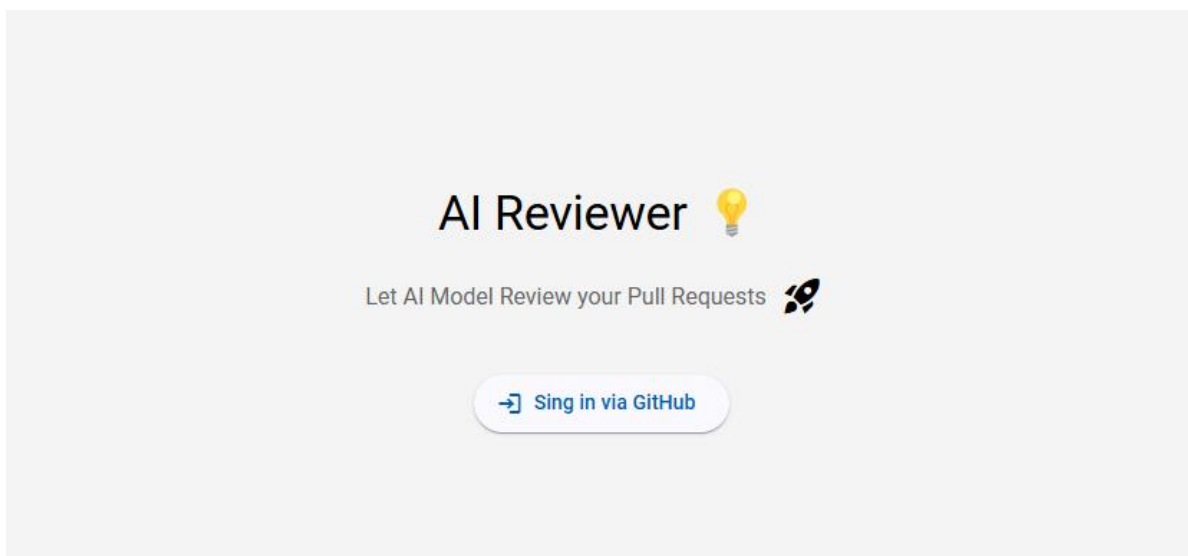 AI Reviewer 💡
Let AI Model Review your Pull Requests
Sing in via GitHub